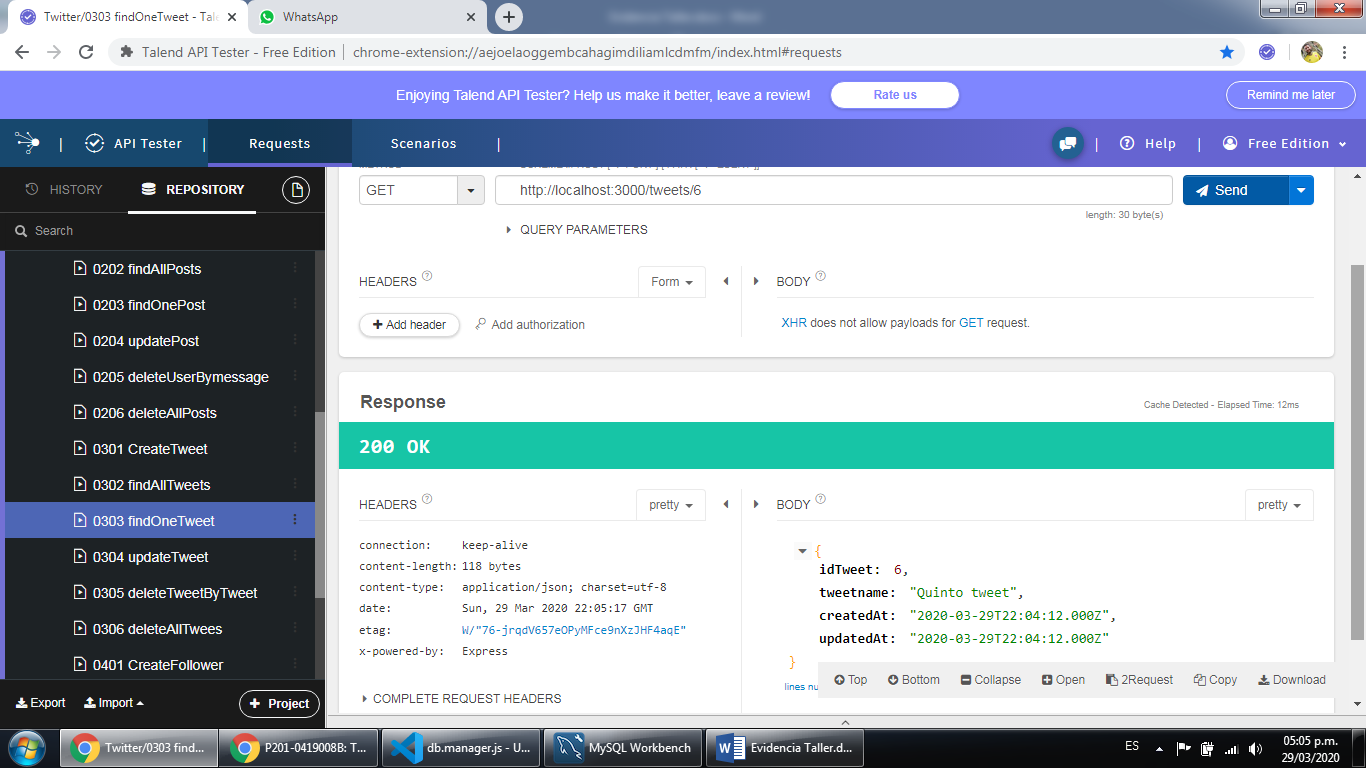 Twitter/0303 findOneTweet - Tale
WhatsApp
Talend API Tester - Free Edition
chrome-extension://aejoelaoggembcahagimdiliamlcdmfm/index.html#requests
Enjoying Talend API Tester? Help us make it better, leave a review!
Rate us
Remind me later
API Tester
Requests
Scenarios
Help
Free Edition
HISTORY
REPOSITORY
Search
0202 findAllPosts
0203 findOnePost
0204 updatePost
0205 deleteUserBymessage
0206 deleteAllPosts
0301 CreateTweet
0302 findAllTweets
0303 findOneTweet
0304 updateTweet
0305 deleteTweetByTweet
0306 deleteAllTwees
0401 CreateFollower
Export
Import
+ Project
GET
http://localhost:3000/tweets/6
Send
length: 30 byte(s)
QUERY PARAMETERS
HEADERS ?
Form
BODY ?
+ Add header
Add authorization
XHR does not allow payloads for GET request.
Response
Cache Detected - Elapsed Time: 12ms
200 OK
HEADERS ?
pretty
BODY ?
pretty
connection: keep-alive
content-length: 118 bytes
content-type: application/json; charset=utf-8
date: Sun, 29 Mar 2020 22:05:17 GMT
etag: W/"76-jrqdV657eOPyMFce9nXzJHF4aqE"
x-powered-by: Express
COMPLETE REQUEST HEADERS
{
idTweet: 6,
tweetname: "Quinto tweet",
createdAt: "2020-03-29T22:04:12.000Z",
updatedAt: "2020-03-29T22:04:12.000Z"
}
lines nu
Top
Bottom
Collapse
Open
2Request
Copy
Download
Twitter/0303 find...
P201-0419008B: T...
db.manager.js - U...
MySQL Workbench
Evidencia Taller.d...
ES
05:05 p.m.
29/03/2020